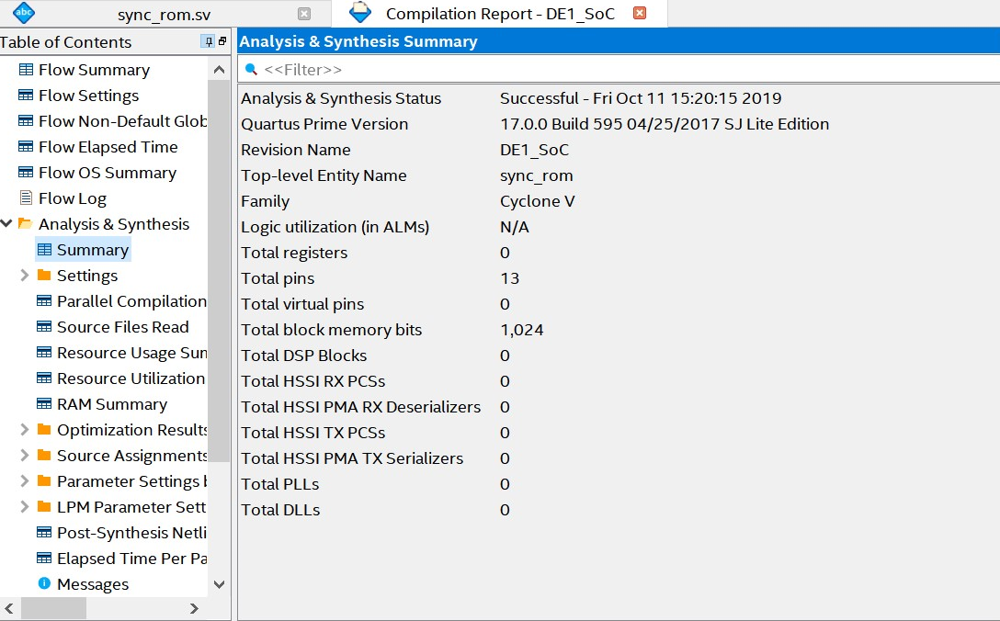 abc sync_rom.sv
Compilation Report - DE1_SoC
Table of Contents
Flow Summary
Flow Settings
Flow Non-Default Glob
Flow Elapsed Time
Flow OS Summary
Flow Log
Analysis & Synthesis
Summary
Settings
Parallel Compilation
Source Files Read
Resource Usage Sum
Resource Utilization
RAM Summary
Optimization Results
Source Assignments
Parameter Settings b
LPM Parameter Sett
Post-Synthesis Netli
Elapsed Time Per Pa
Messages
Analysis & Synthesis Summary
<<Filter>>
Analysis & Synthesis Status Successful - Fri Oct 11 15:20:15 2019
Quartus Prime Version 17.0.0 Build 595 04/25/2017 SJ Lite Edition
Revision Name DE1_SoC
Top-level Entity Name sync_rom
Family Cyclone V
Logic utilization (in ALMs) N/A
Total registers 0
Total pins 13
Total virtual pins 0
Total block memory bits 1,024
Total DSP Blocks 0
Total HSSI RX PCSs 0
Total HSSI PMA RX Deserializers 0
Total HSSI TX PCSs 0
Total HSSI PMA TX Serializers 0
Total PLLs 0
Total DLLs 0